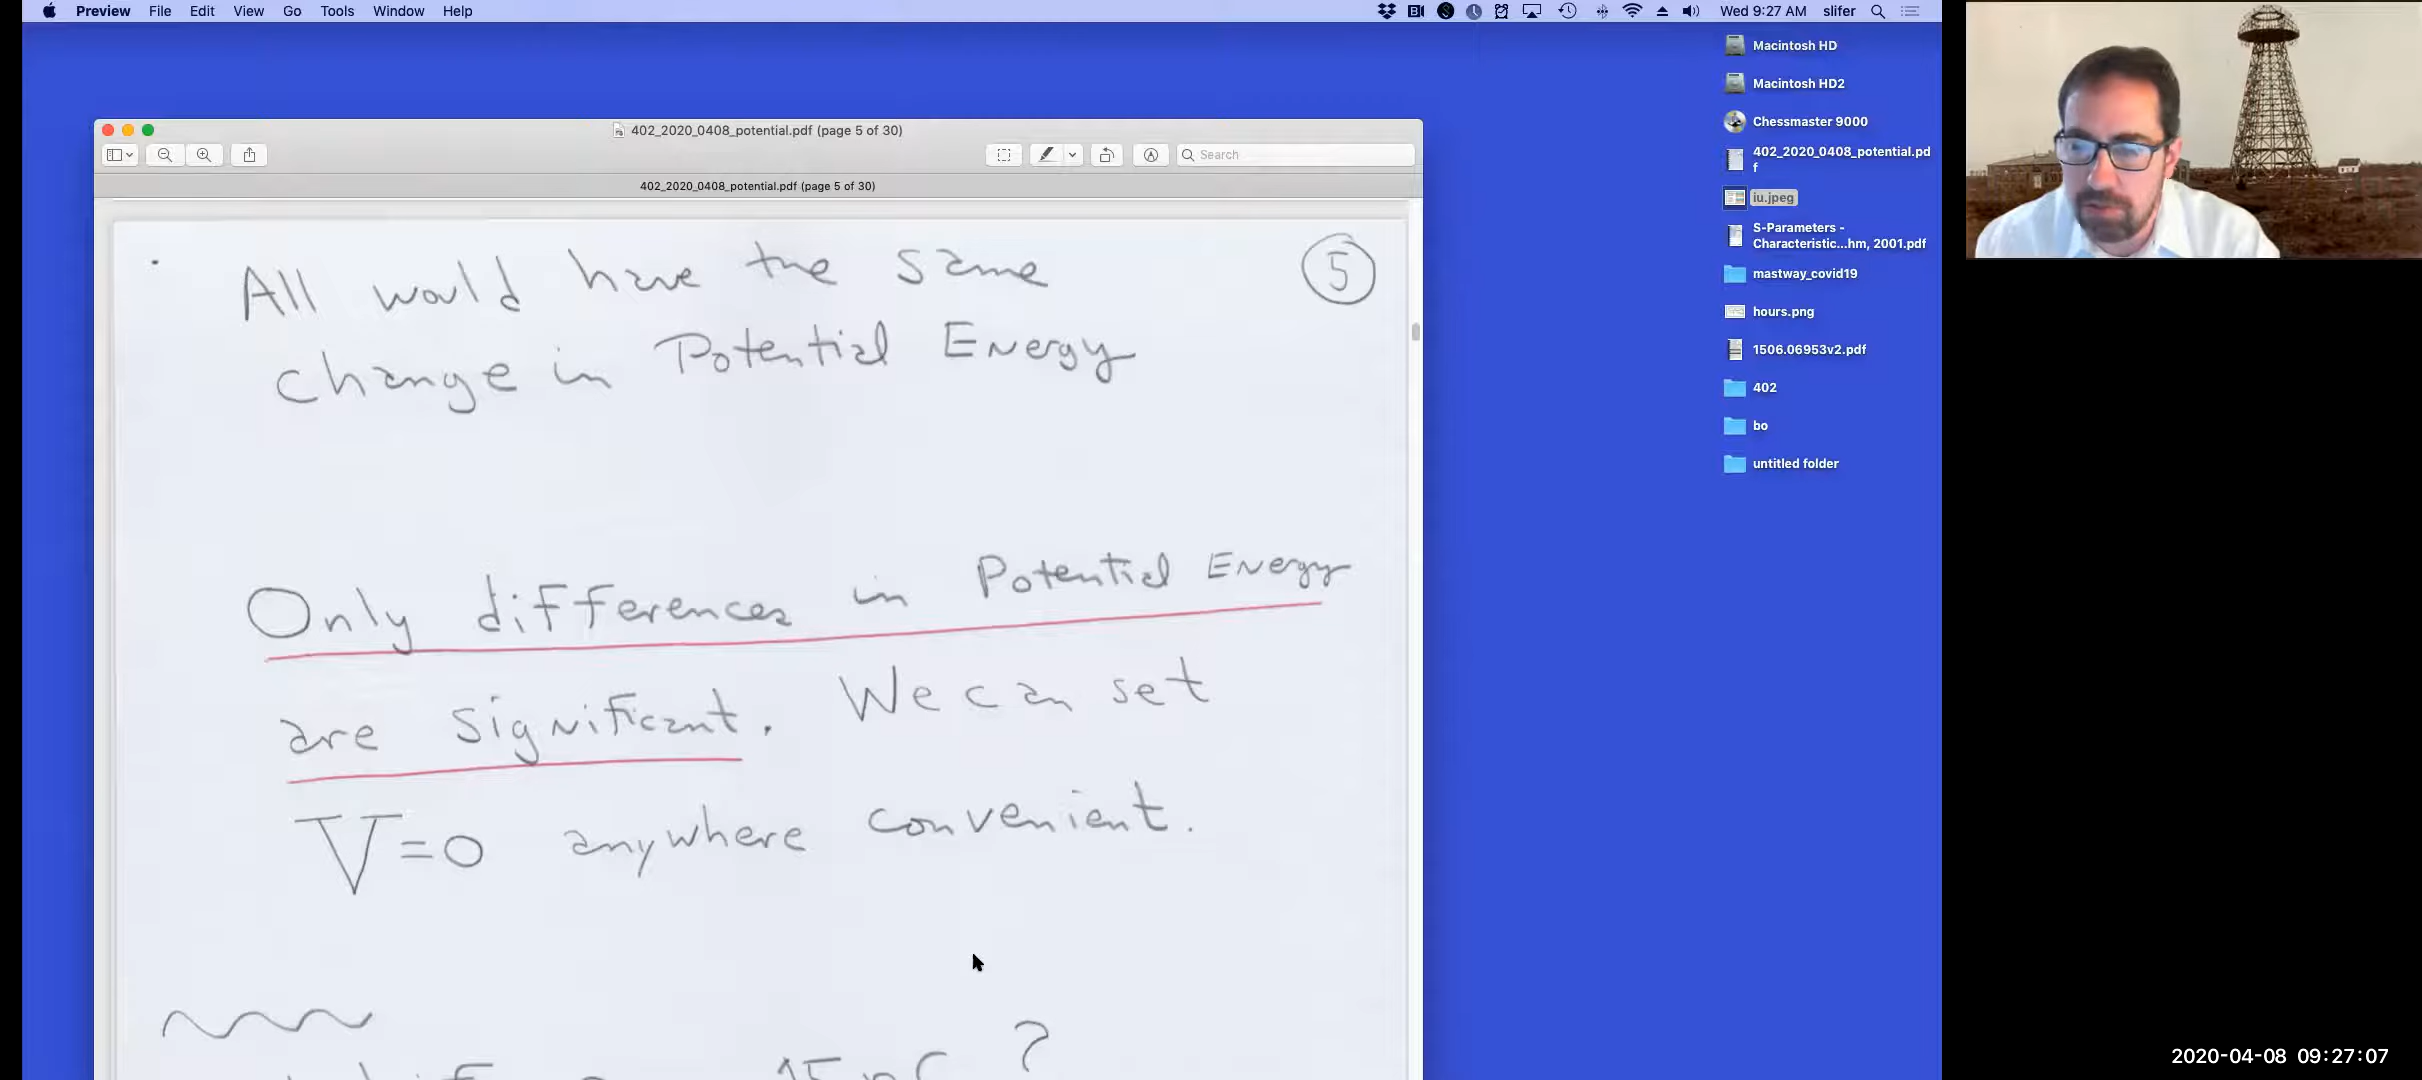 Preview File Edit View Go Tools Window Help
Wed 9:27 AM slifer
Macintosh HD
Macintosh HD2
Chessmaster 9000
402_2020_0408_potential.pd
f
iu.jpeg
S-Parameters -
Characteristic...hm, 2001.pdf
mastway_covid19
hours.png
1506.06953v2.pdf
402
bo
untitled folder
402_2020_0408_potential.pdf (page 5 of 30)
Search
402_2020_0408_potential.pdf (page 5 of 30)
5
All would have the same
change in Potential Energy
Only differences in Potential Energy
are significant. We can set
V=0 anywhere convenient.
?
2020-04-08 09:27:07